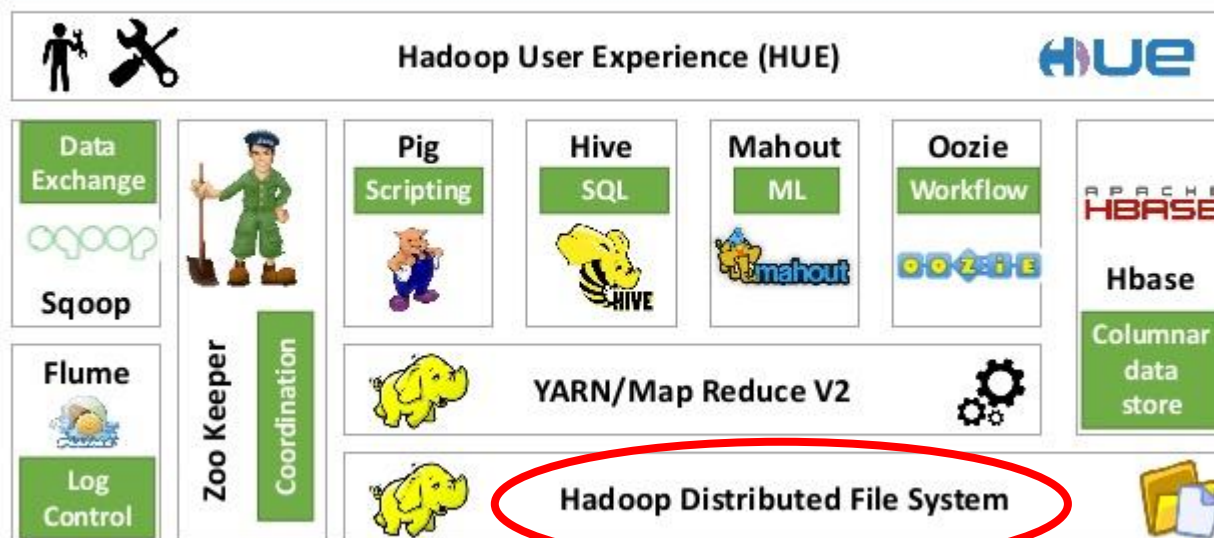 Hadoop User Experience (HUE)
HUE
Data
Exchange
sqoop
Sqoop
Flume
Log
Control
Zoo Keeper
Coordination
Pig
Scripting
Hive
SQL
HIVE
Mahout
ML
mahout
Oozie
Workflow
OOZIE
APACHE
HBASE
Hbase
Columnar
data
store
YARN/Map Reduce V2
Hadoop Distributed File System